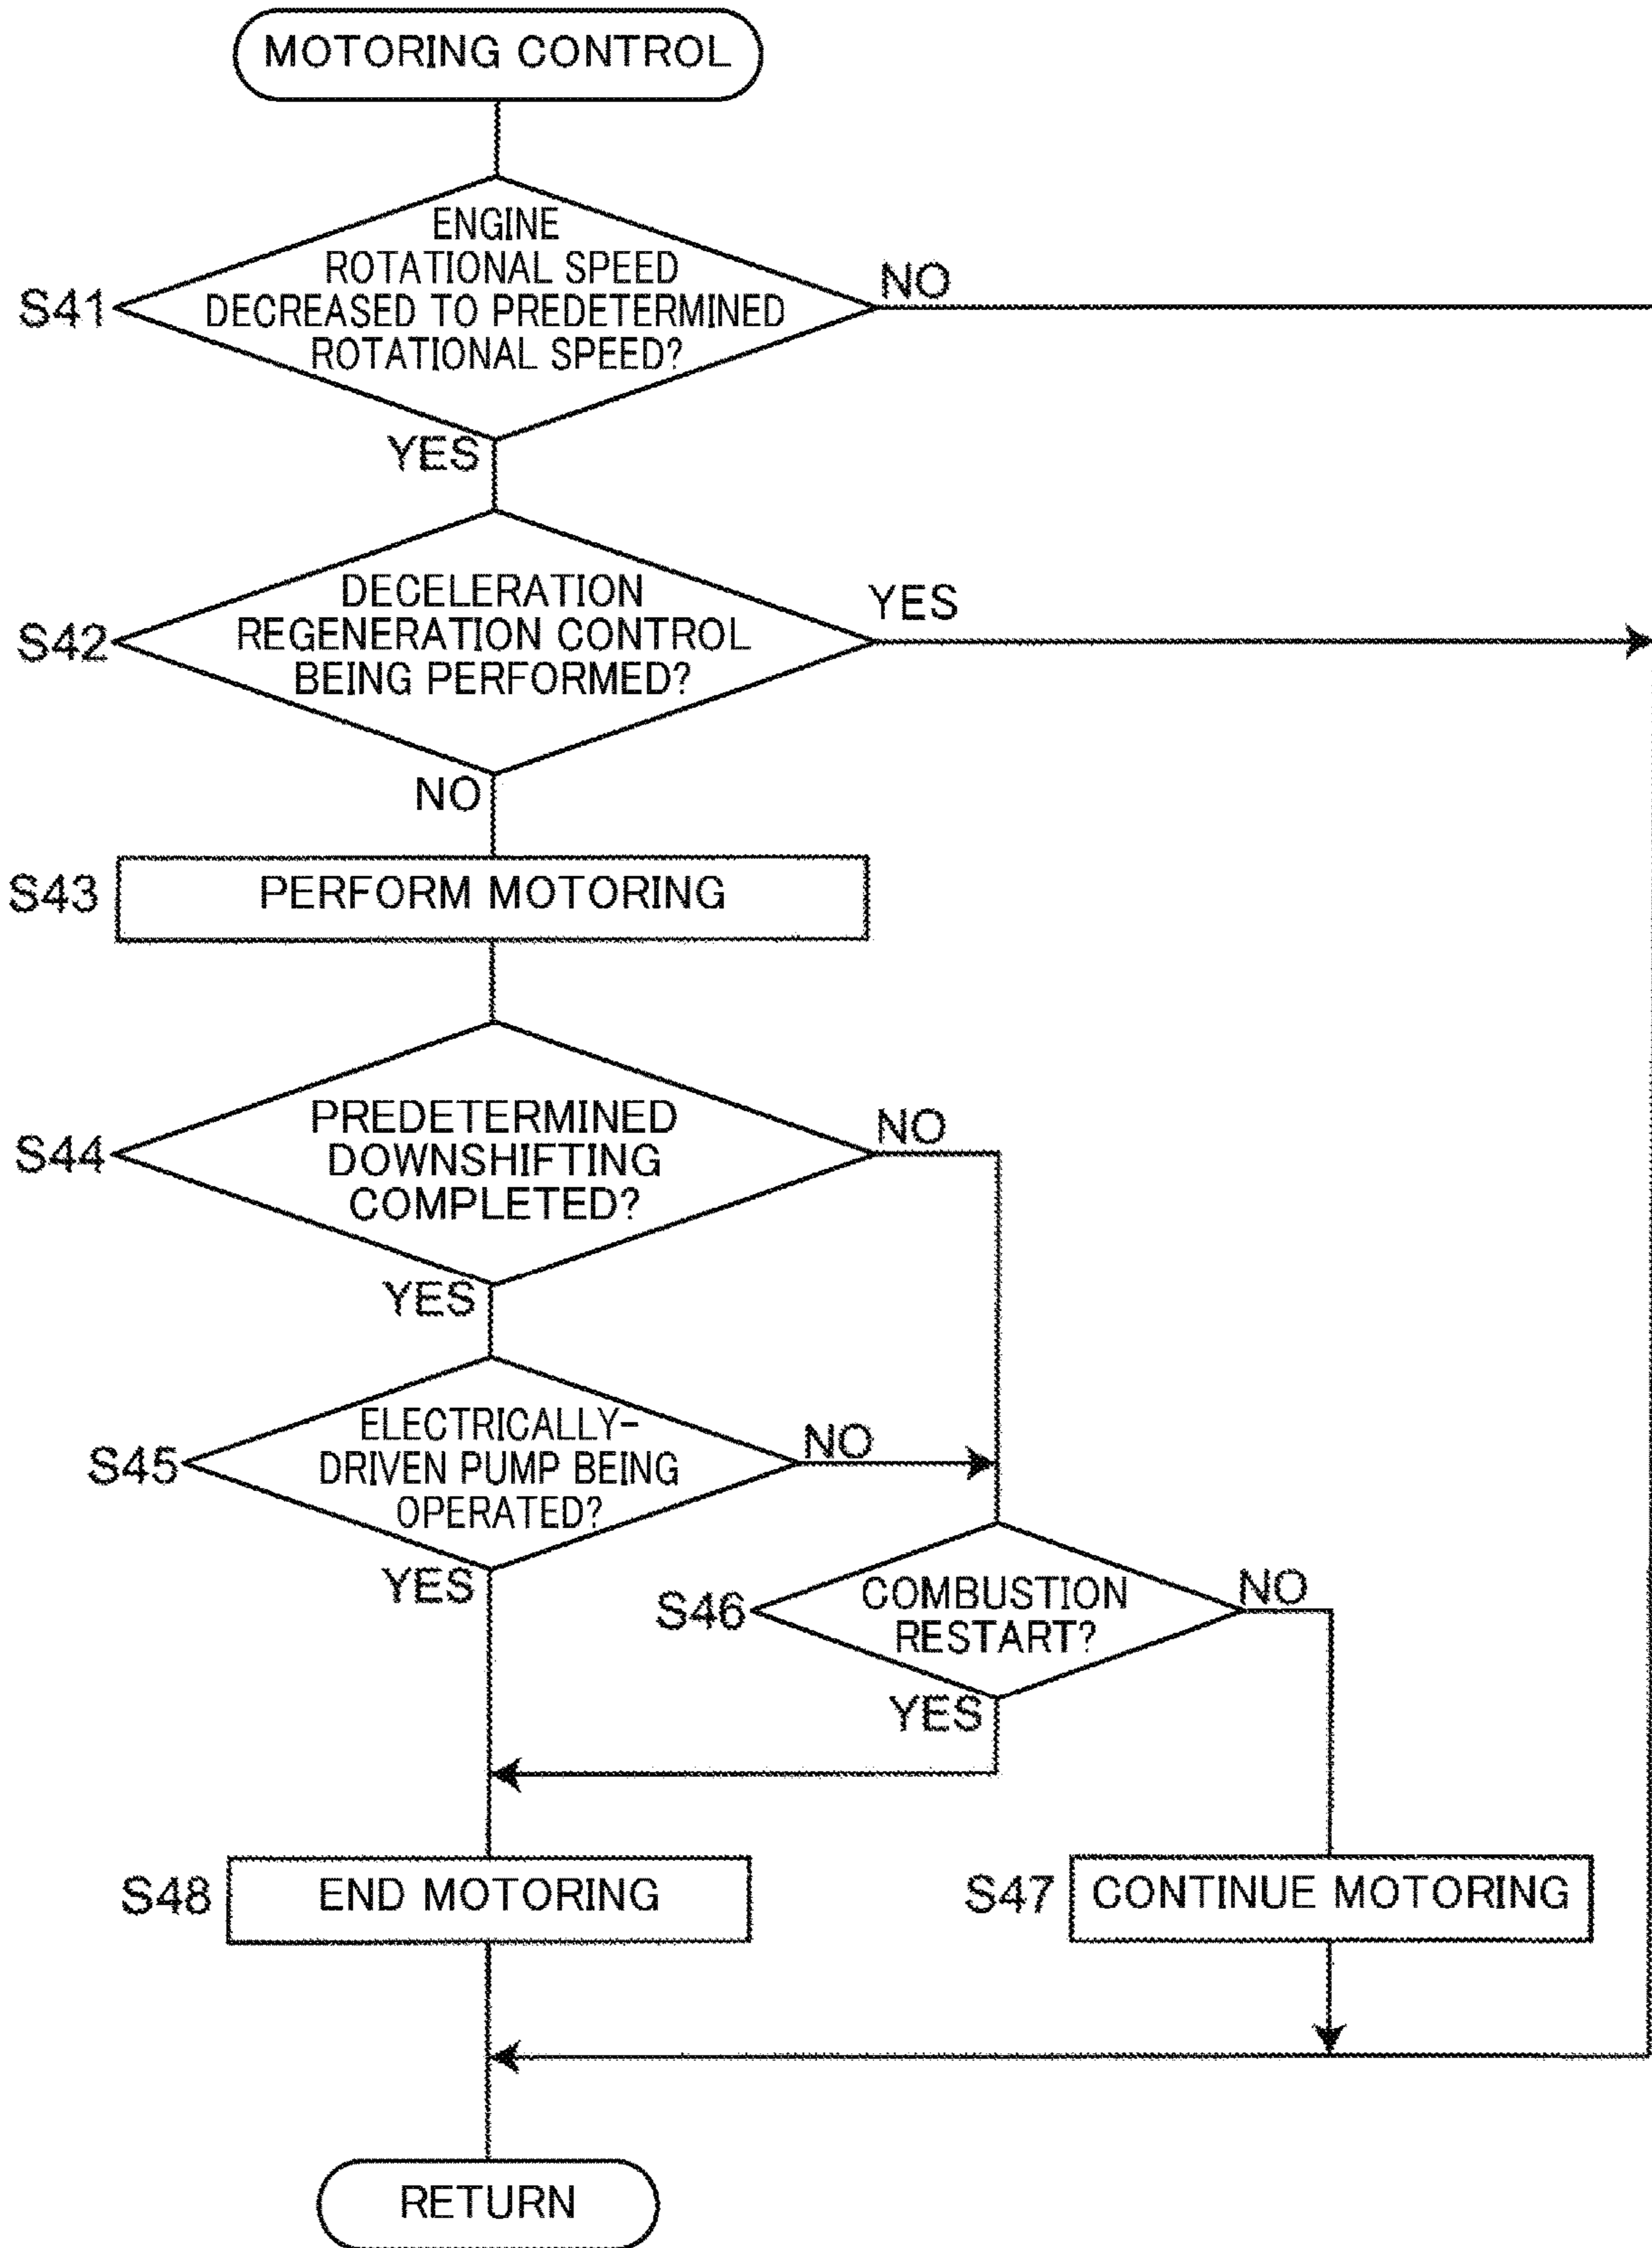 MOTORING CONTROL
S41
ENGINE
ROTATIONAL SPEED
DECREASED TO PREDETERMINED
ROTATIONAL SPEED?
NO
YES
S42
DECELERATION
REGENERATION CONTROL
BEING PERFORMED?
YES
NO
S43
PERFORM MOTORING
S44
PREDETERMINED
DOWNSHIFTING
COMPLETED?
NO
YES
S45
ELECTRICALLY-
DRIVEN PUMP BEING
OPERATED?
NO
YES
S46
COMBUSTION
RESTART?
NO
YES
S48
END MOTORING
S47
CONTINUE MOTORING
RETURN